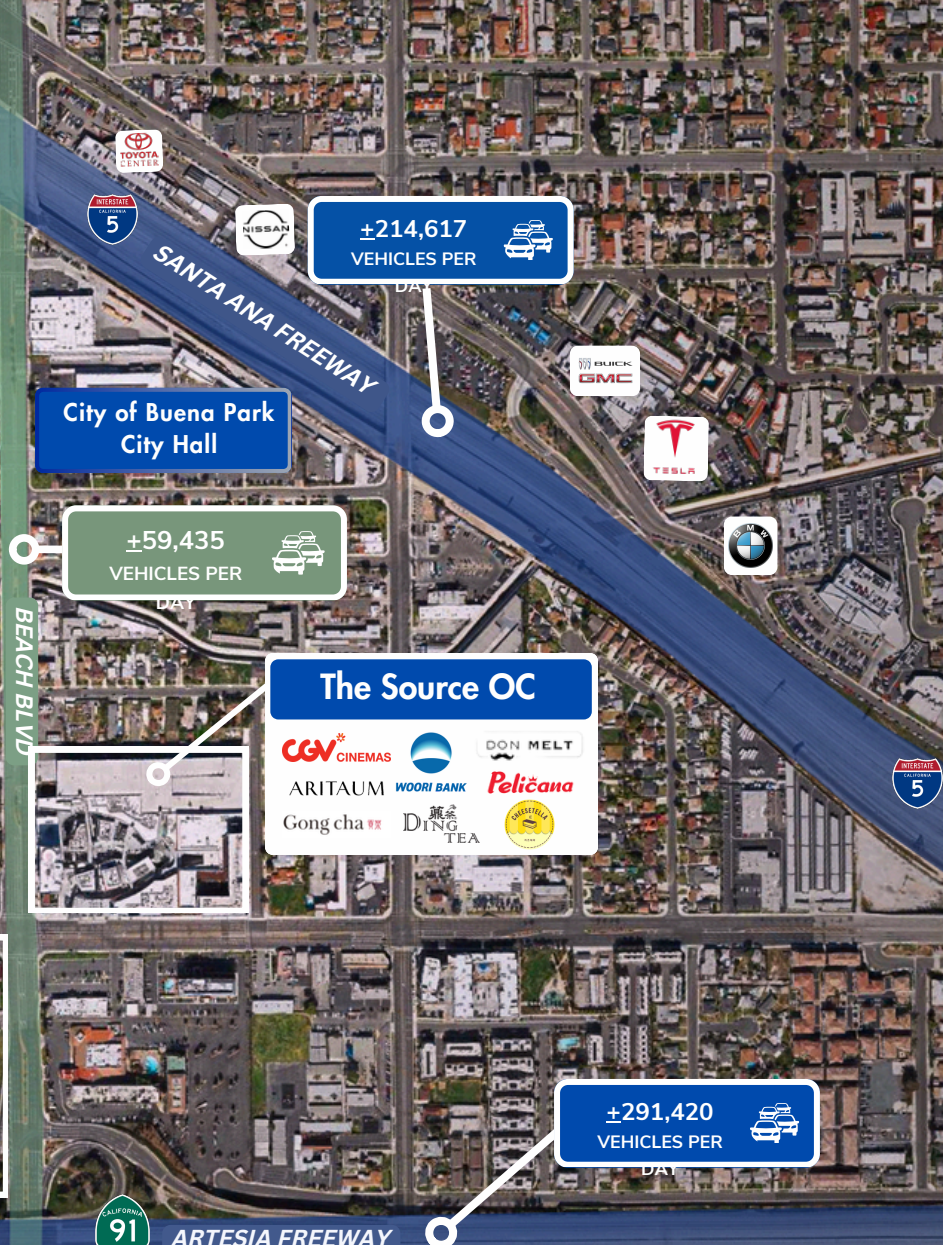 TOYOTA
CENTER
INTERSTATE
CALIFORNIA
5
NISSAN
+214,617
VEHICLES PER
DAY
SANTA ANA FREEWAY
BUICK
GMC
City of Buena Park
City Hall
TESLA
BMW
+59,435
VEHICLES PER
DAY
BEACH BLVD
The Source OC
CGV CINEMAS
WOORI BANK
DON MELT
ARITAUM
Pelicana
Gong cha
DING
TEA
CHEESETELLA
INTERSTATE
CALIFORNIA
5
+291,420
VEHICLES PER
DAY
CALIFORNIA
91
ARTESIA FREEWAY